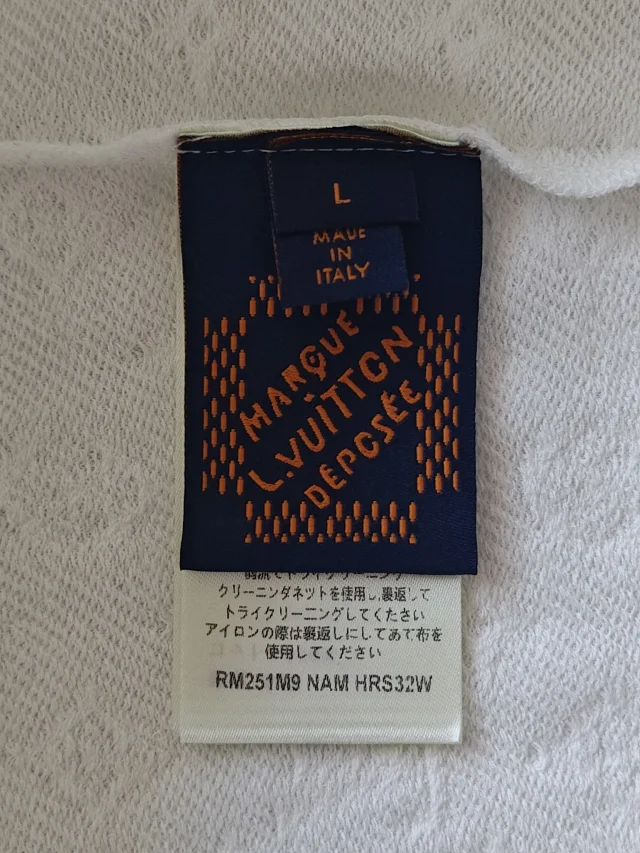 L
MADE
IN
ITALY
MARQUE
L.VUITTON
DÉPOSÉE
クリーニンダネットを使用し、裏返して
トライクリーニングしてくたさい
アイロンの際は裏返しにしてあて布を
使用してください
RM251M9 NAM HRS32W